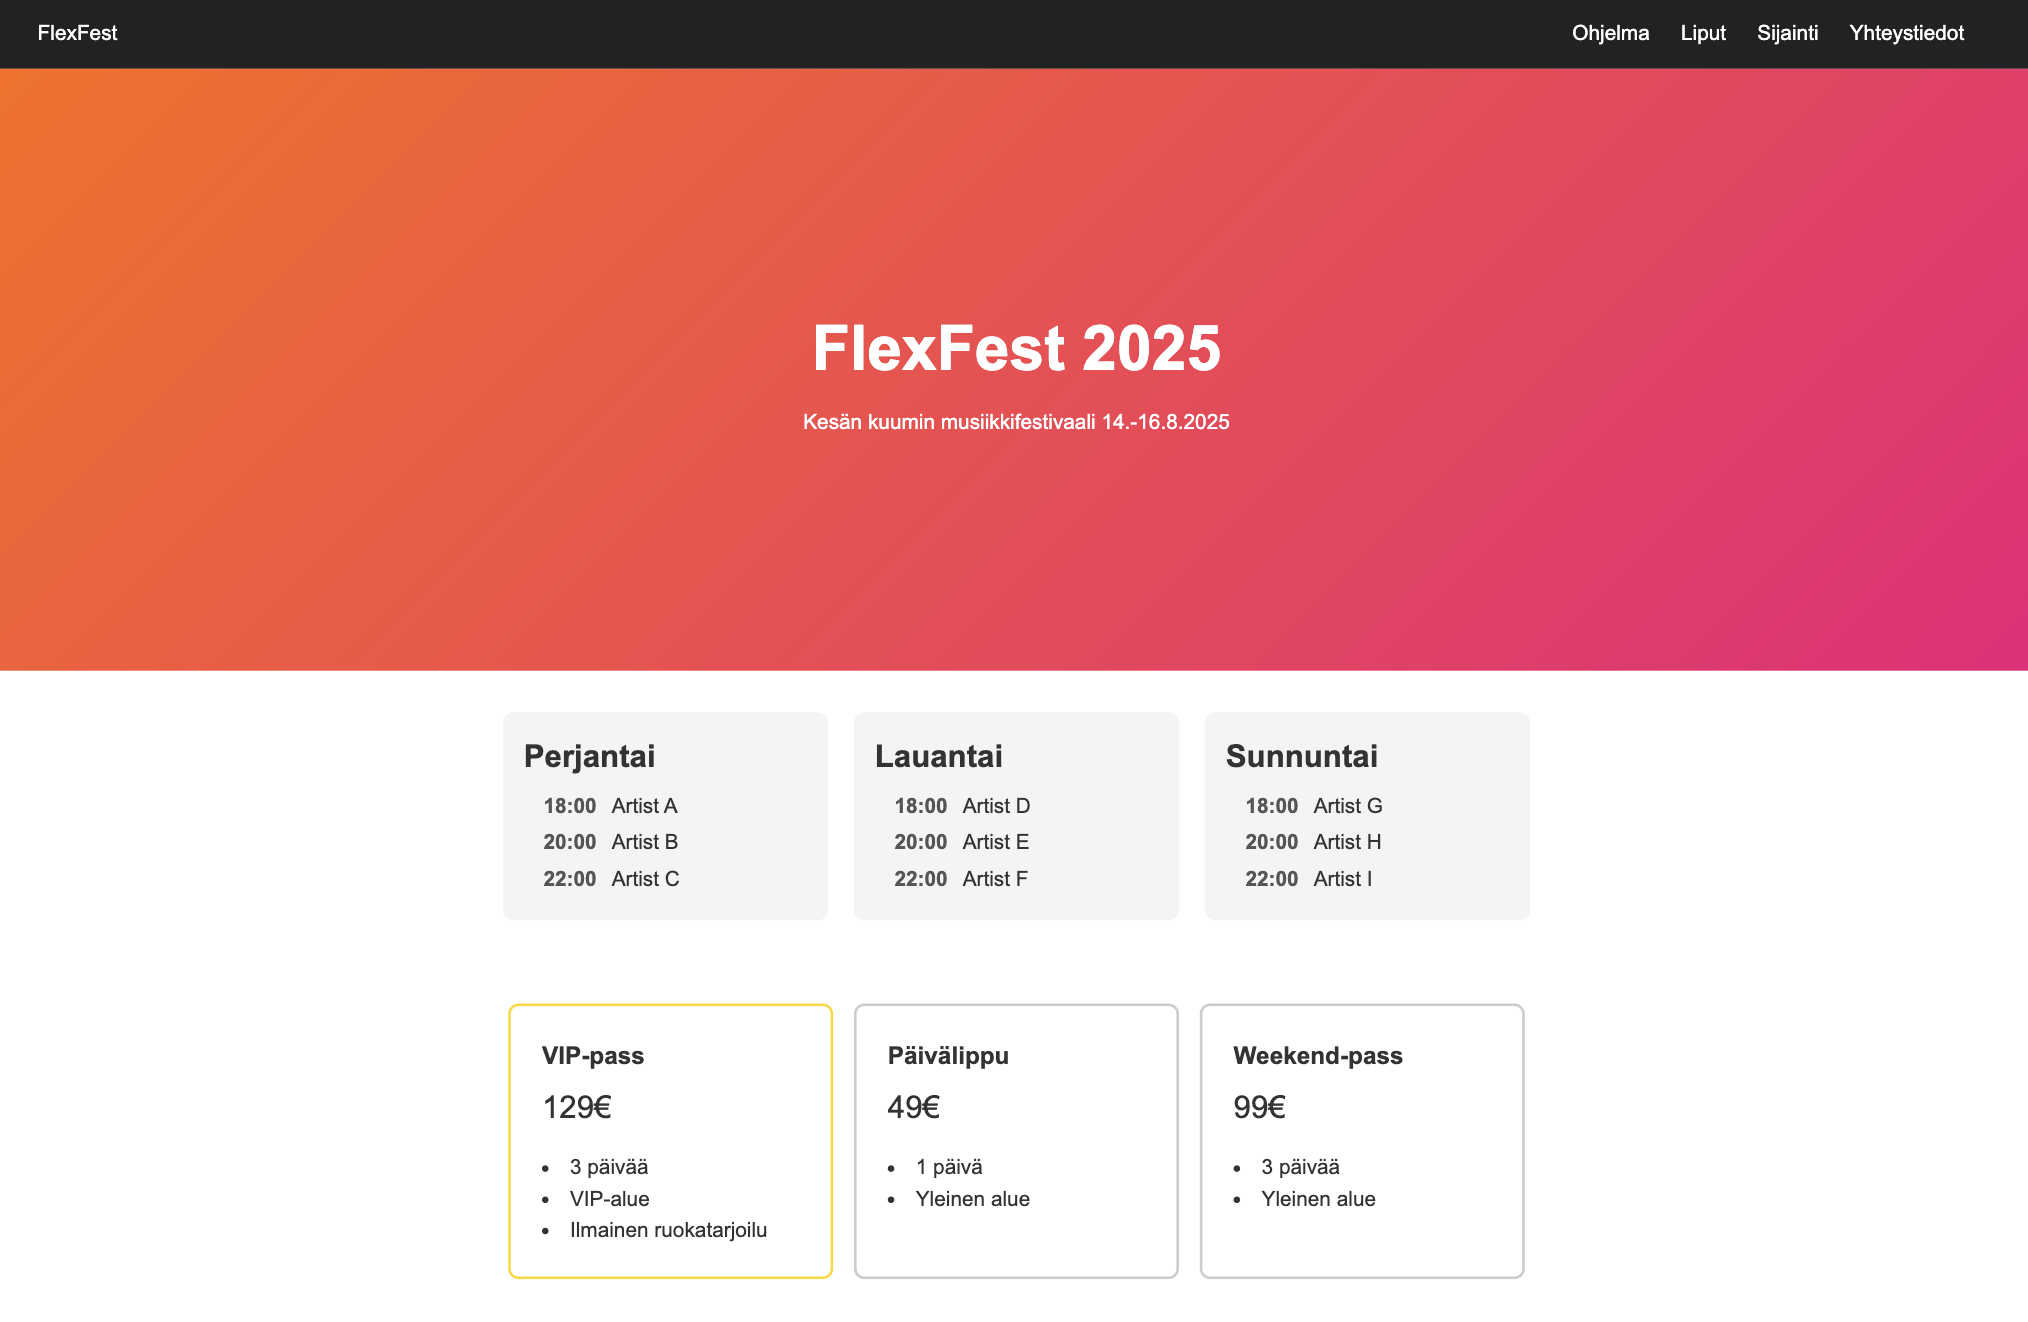 FlexFest
Ohjelma Liput Sijainti Yhteystiedot
FlexFest 2025
Kesän kuumin musiikkifestivaali 14.-16.8.2025
Perjantai
18:00 Artist A
20:00 Artist B
22:00 Artist C
Lauantai
18:00 Artist D
20:00 Artist E
22:00 Artist F
Sunnuntai
18:00 Artist G
20:00 Artist H
22:00 Artist I
VIP-pass
129€
• 3 päivää
• VIP-alue
• Ilmainen ruokatarjoilu
Päivälippu
49€
• 1 päivä
• Yleinen alue
Weekend-pass
99€
• 3 päivää
• Yleinen alue